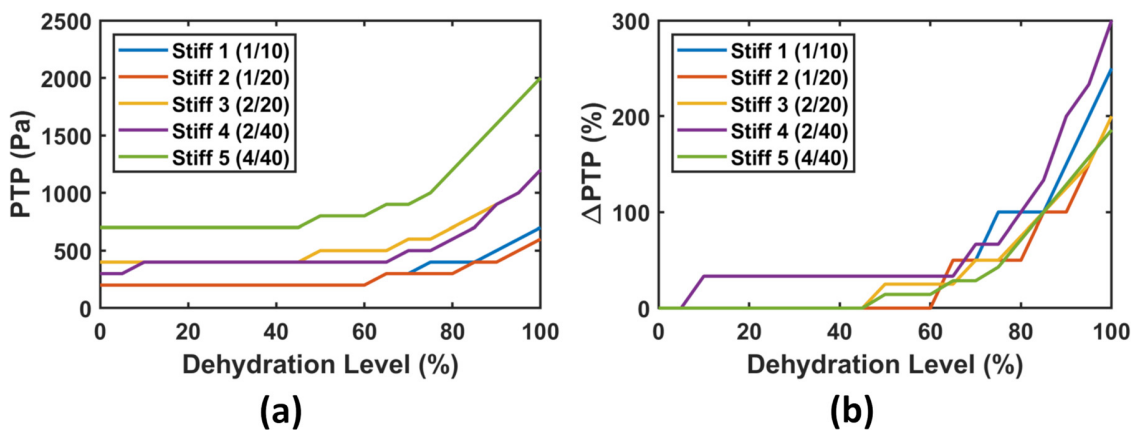 2500
2000
1500
1000
500
0
PTP (Pa)
Stiff 1 (1/10)
Stiff 2 (1/20)
Stiff 3 (2/20)
Stiff 4 (2/40)
Stiff 5 (4/40)
0 20 40 60 80 100
Dehydration Level (%)
(a)
300
200
100
0
ΔPTP (%)
Stiff 1 (1/10)
Stiff 2 (1/20)
Stiff 3 (2/20)
Stiff 4 (2/40)
Stiff 5 (4/40)
0 20 40 60 80 100
Dehydration Level (%)
(b)